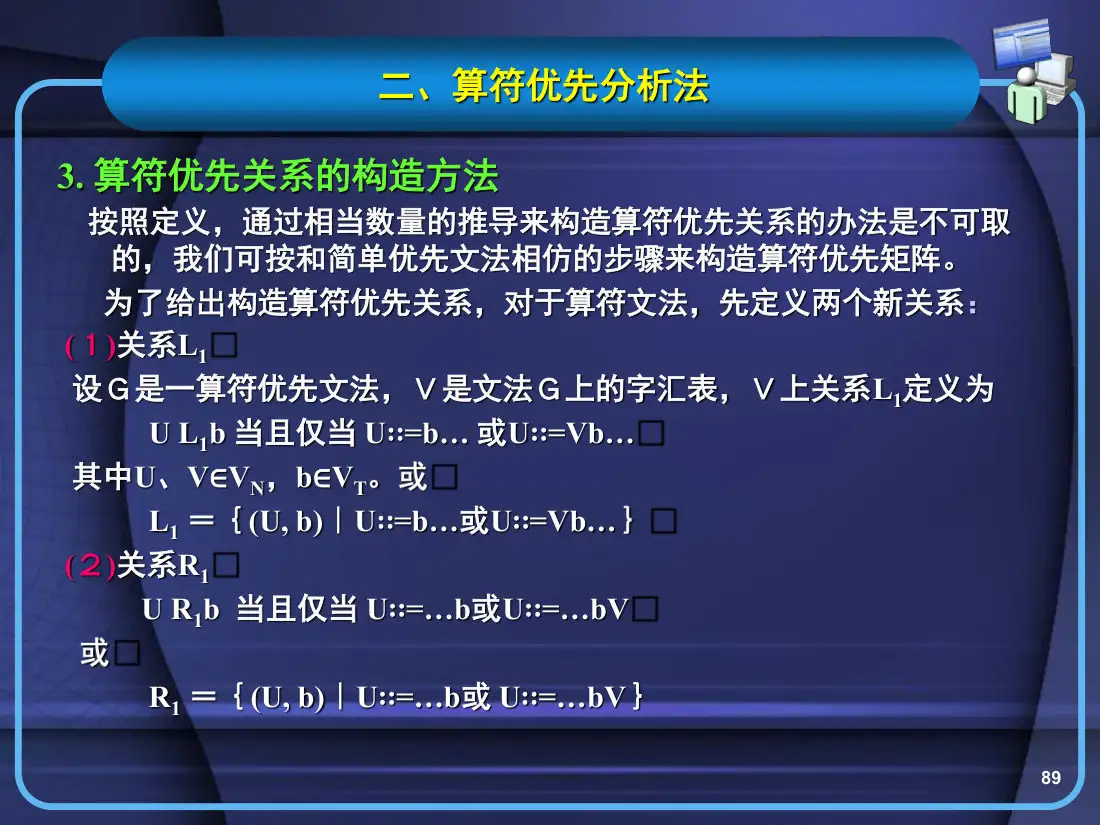 二、算符优先分析法
3. 算符优先关系的构造方法
按照定义，通过相当数量的推导来构造算符优先关系的办法是不可取
的，我们可按和简单优先文法相仿的步骤来构造算符优先矩阵。
为了给出构造算符优先关系，对于算符文法，先定义两个新关系：
(１)关系L1□
设Ｇ是一算符优先文法，Ｖ是文法Ｇ上的字汇表，Ｖ上关系L1定义为
U L1b 当且仅当 U∷=b… 或U∷=Vb…□
其中U、V∈VN，b∈VT。或□
L1 ＝｛(U, b)｜U∷=b…或U∷=Vb…｝□
(２)关系R1□
U R1b 当且仅当 U∷=…b或U∷=…bV□
或□
R1 ＝｛(U, b)｜U∷=…b或 U∷=…bV｝
89